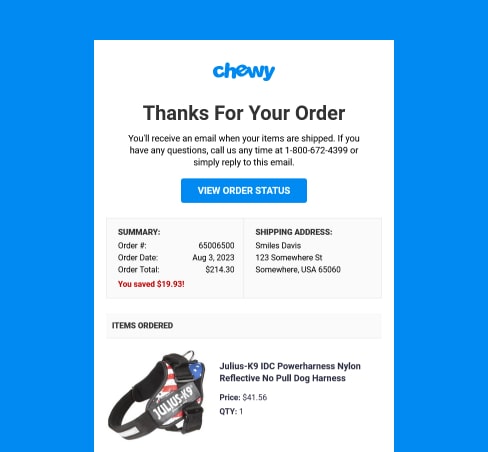 chewy
Thanks For Your Order
You'll receive an email when your items are shipped. If you
have any questions, call us any time at 1-800-672-4399 or
simply reply to this email.
VIEW ORDER STATUS
SUMMARY:
Order #: 65006500
Order Date: Aug 3, 2023
Order Total: $214.30
You saved $19.93!
SHIPPING ADDRESS:
Smiles Davis
123 Somewhere St
Somewhere, USA 65060
ITEMS ORDERED
JULIUS-K9
Julius-K9 IDC Powerharness Nylon
Reflective No Pull Dog Harness
Price: $41.56
QTY: 1